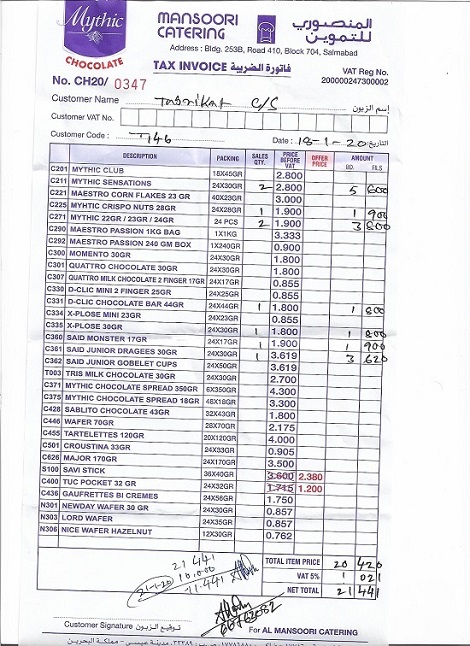 Mythic
CHOCOLATE
MANSOORI
CATERING
المنصوري
للتموين
Address : Bldg. 253B, Road 410, Block 704, Salmabad
No. CH20/ 0347
TAX INVOICE فاتورة الضريبة
VAT Reg No.
200000247300002
Customer Name C/S إسم الزبون
Customer VAT No.
Customer Code : T146 Date : 18-1-20 التاريخ
DESCRIPTION PACKING SALES QTY. PRICE BEFORE VAT OFFER PRICE AMOUNT BD. FILS
C201 MYTHIC CLUB 18X45GR 2.800
C211 MYTHIC SENSATIONS 24X30GR 2 2.800 5 600
C221 MAESTRO CORN FLAKES 23 GR 40X23GR 3.000
C225 MYTHIC CRISPO NUTS 28GR 24X28GR 1 1.900 1 900
C271 MYTHIC 22GR / 23GR / 24GR 24 PCS 2 1.900 3 800
C290 MAESTRO PASSION 1KG BAG 1X1KG 3.333
C292 MAESTRO PASSION 240 GM BOX 1X240GR 0.900
C300 MOMENTO 30GR 24X30GR 1.800
C301 QUATTRO CHOCOLATE 30GR 24X30GR 1.800
C307 QUATTRO MILK CHOCOLATE 2 FINGER 17GR 24X17GR 0.855
C330 D-CLIC MINI 2 FINGER 25GR 24X25GR 0.855
C331 D-CLIC CHOCOLATE BAR 44GR 24X44GR 1 1.800 1 800
C334 X-PLOSE MINI 23GR 24X23GR 0.855
C335 X-PLOSE 30GR 24X30GR 1 1.800 1 800
C360 SAID MONSTER 17GR 24X17GR 1 1.900 1 900
C361 SAID JUNIOR DRAGEES 30GR 24X30GR 1 3.619 3 620
C362 SAID JUNIOR GOBELET CUPS 24X50GR 3.619
T003 TRIS MILK CHOCOLATE 30GR 24X30GR 2.700
C371 MYTHIC CHOCOLATE SPREAD 350GR 6X350GR 4.300
C375 MYTHIC CHOCOLATE SPREAD 18GR 48X18GR 3.300
C428 SABLITO CHOCOLATE 43GR 32X43GR 1.800
C446 WAFER 70GR 28X70GR 2.175
C455 TARTELETTES 120GR 20X120GR 4.000
C501 CROUSTINA 33GR 24X33GR 0.905
C626 MAJOR 170GR 24X170GR 3.500
S100 SAVI STICK 36X40GR 3.600 2.380
C400 TUC POCKET 32 GR 24X32GR 1.715 1.200
C436 GAUFRETTES BI CREMES 24X56GR 1.750
N301 NEWDAY WAFER 30 GR 24X30GR 0.857
N303 LORD WAFER 24X35GR 0.857
N306 NICE WAFER HAZELNUT 12X30GR 0.762
TOTAL ITEM PRICE 20 420
VAT 5% 1 021
NET TOTAL 21 441
21 441
21-1-20 10.000
11.441
Customer Signature توقيع الزبون
For AL MANSOORI CATERING